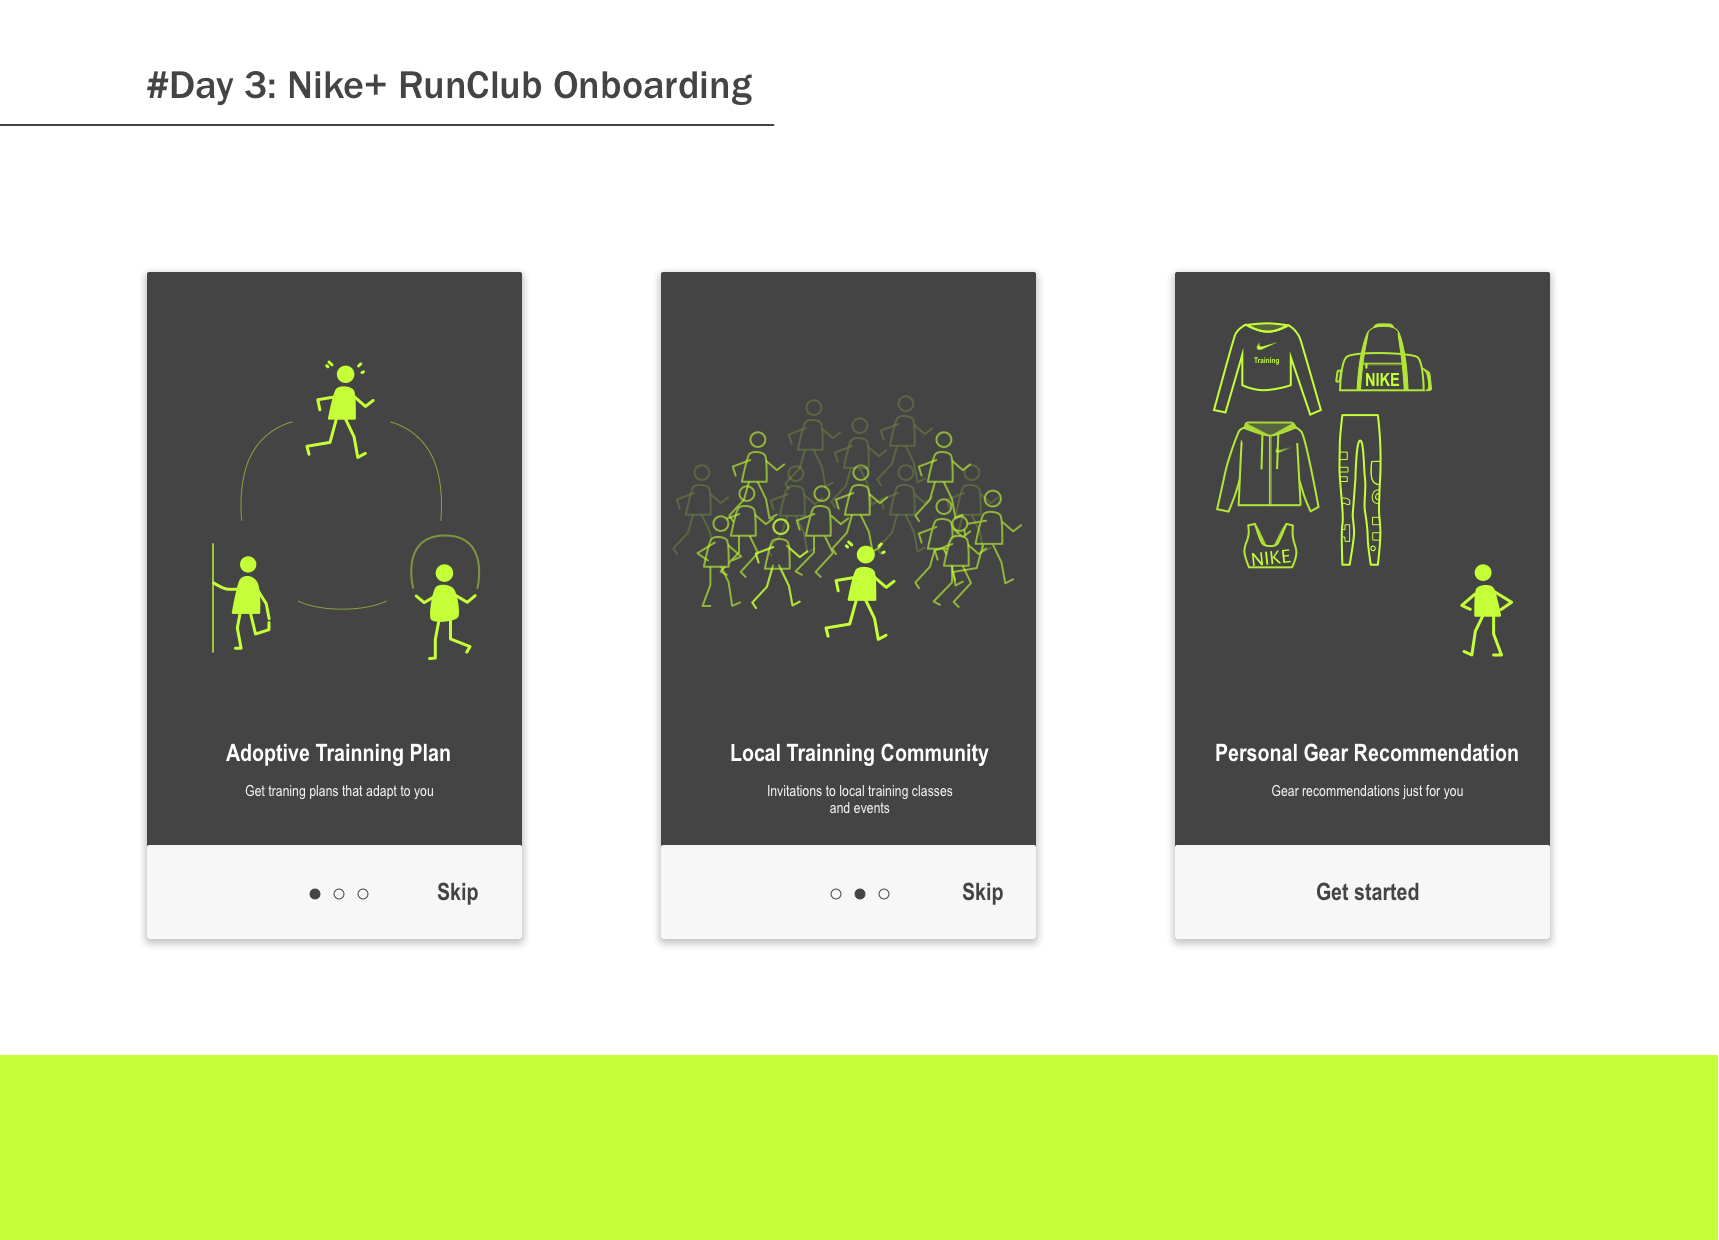 #Day 3: Nike+ RunClub Onboarding
Adoptive Trainning Plan
Get traning plans that adapt to you
Skip
Local Trainning Community
Invitations to local training classes
and events
Skip
Training
NIKE
NIKE
Personal Gear Recommendation
Gear recommendations just for you
Get started